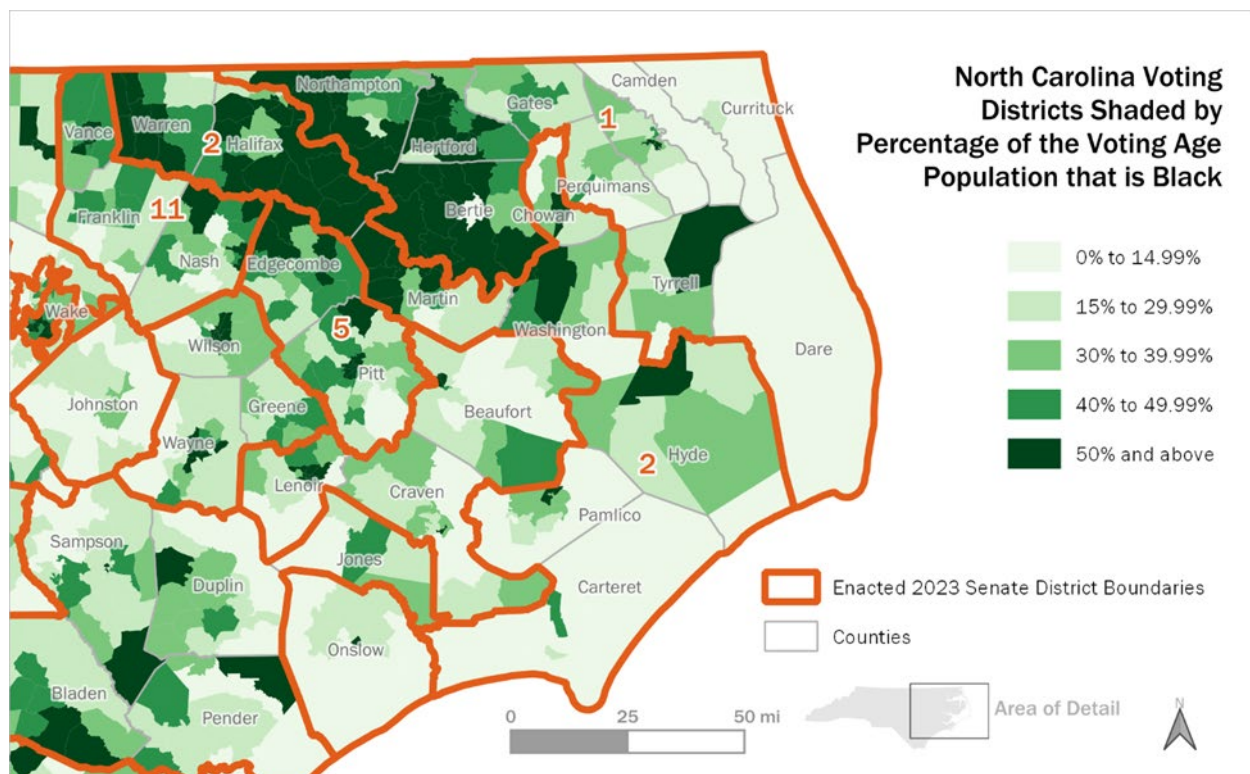 North Carolina Voting
Districts Shaded by
Percentage of the Voting Age
Population that is Black
0% to 14.99%
15% to 29.99%
30% to 39.99%
40% to 49.99%
50% and above
Enacted 2023 Senate District Boundaries
Counties
Area of Detail
N
0 25 50 mi
Camden
Currituck
Northampton
Gates
1
Vance
Warren
2
Halifax
Hertford
Perquimans
Franklin
11
Bertie
Chowan
Nash
Edgecombe
Tyrrell
Martin
Wake
Washington
5
Wilson
Dare
Pitt
Johnston
Greene
Beaufort
Wayne
2
Hyde
Lenoir
Craven
Pamlico
Sampson
Jones
Duplin
Carteret
Onslow
Bladen
Pender